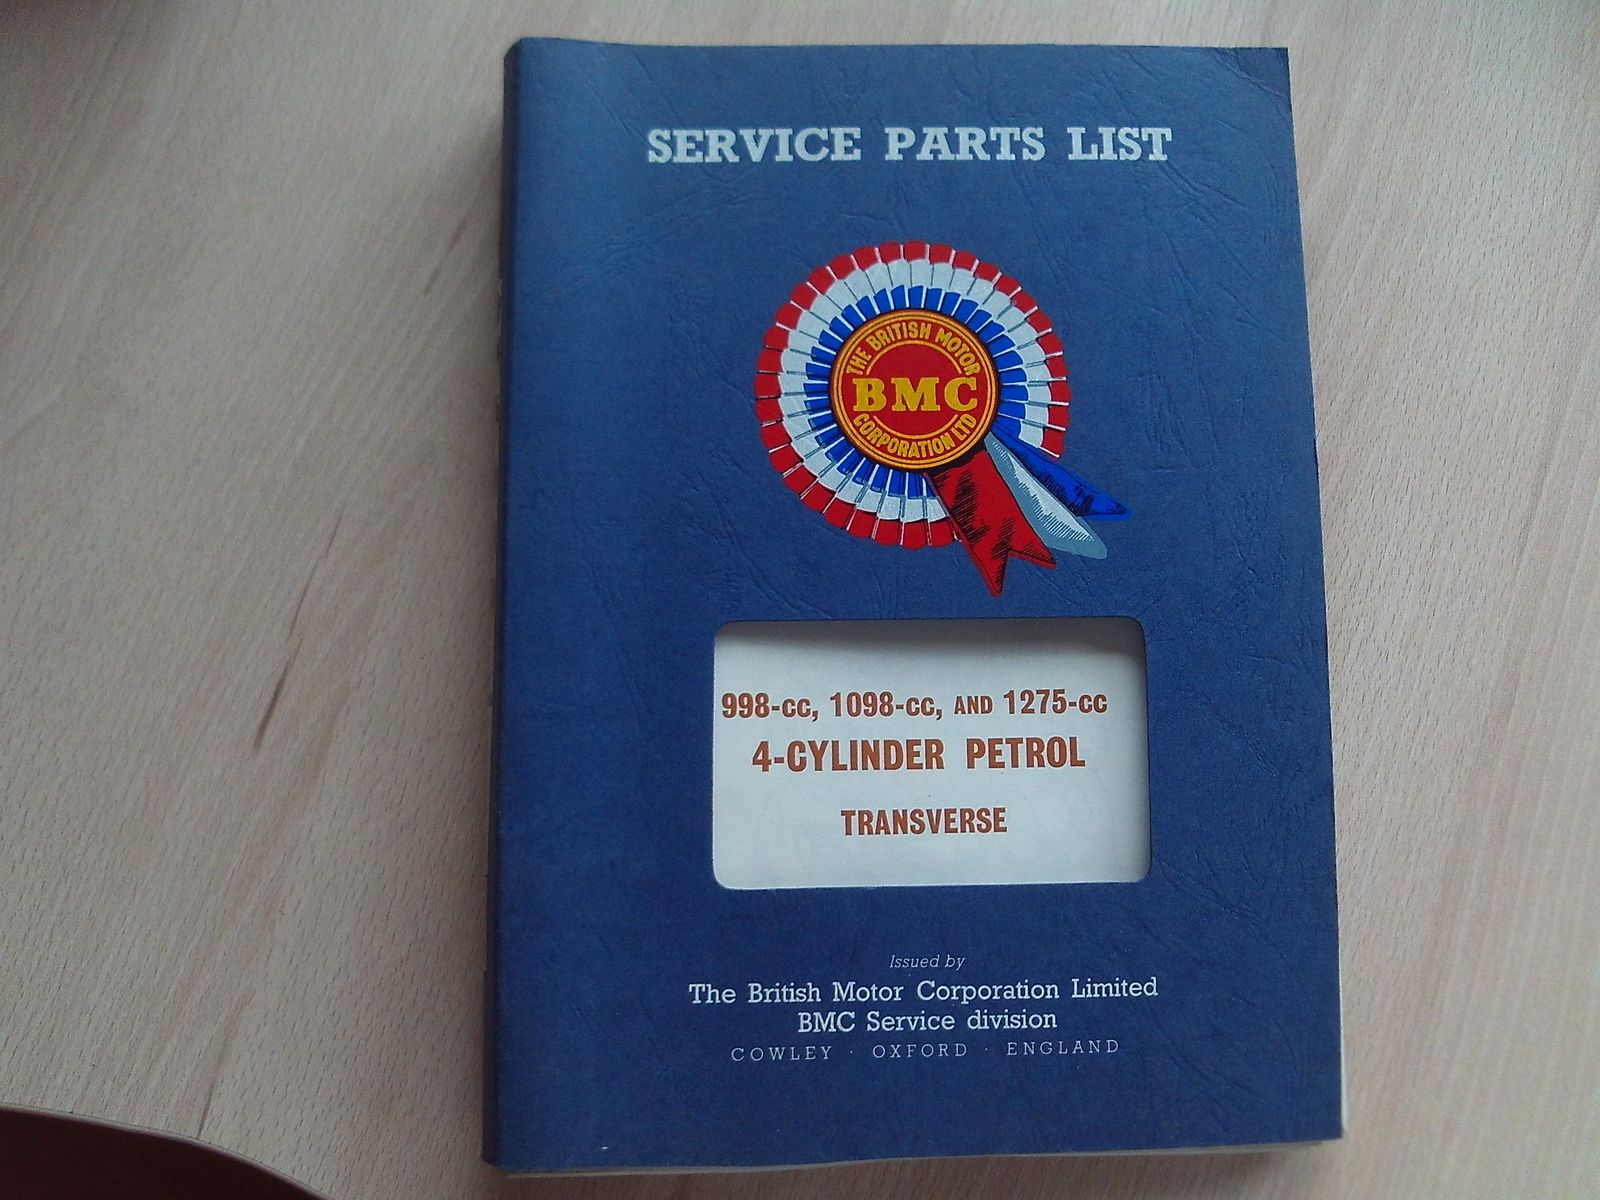 SERVICE PARTS LIST
THE BRITISH MOTOR
BMC
CORPORATION LTD
998-cc, 1098-cc, AND 1275-cc
4-CYLINDER PETROL
TRANSVERSE
Issued by
The British Motor Corporation Limited
BMC Service division
COWLEY · OXFORD · ENGLAND